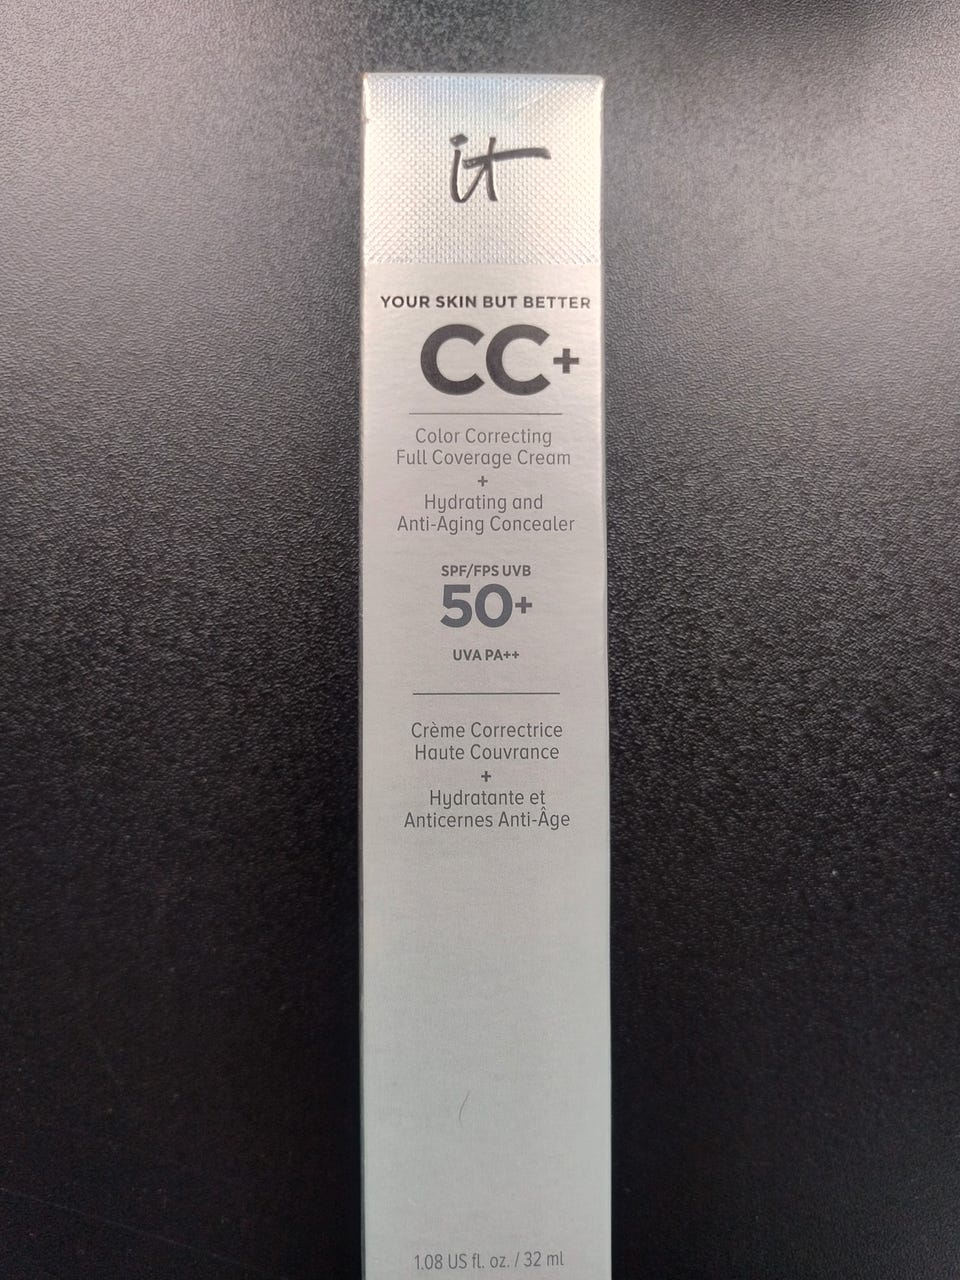 it
YOUR SKIN BUT BETTER
CC+
Color Correcting
Full Coverage Cream
+
Hydrating and
Anti-Aging Concealer
SPF/FPS UVB
50+
UVA PA++
Crème Correctrice
Haute Couvrance
+
Hydratante et
Anticernes Anti-Âge
1.08 US fl. oz. / 32 ml